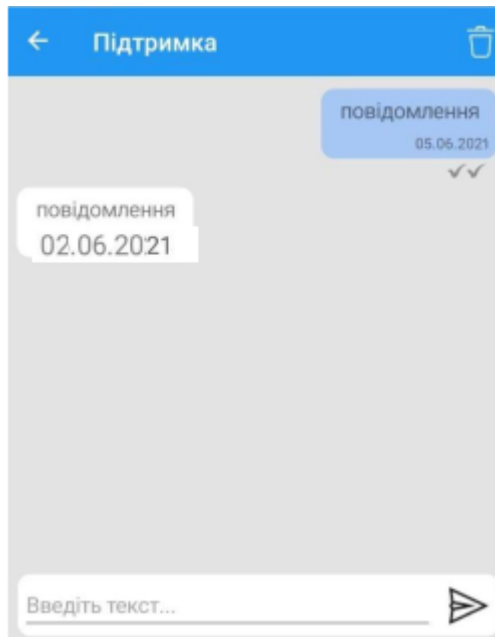 Підтримка
повідомлення
05.06.2021
повідомлення
02.06.2021
Введіть текст...